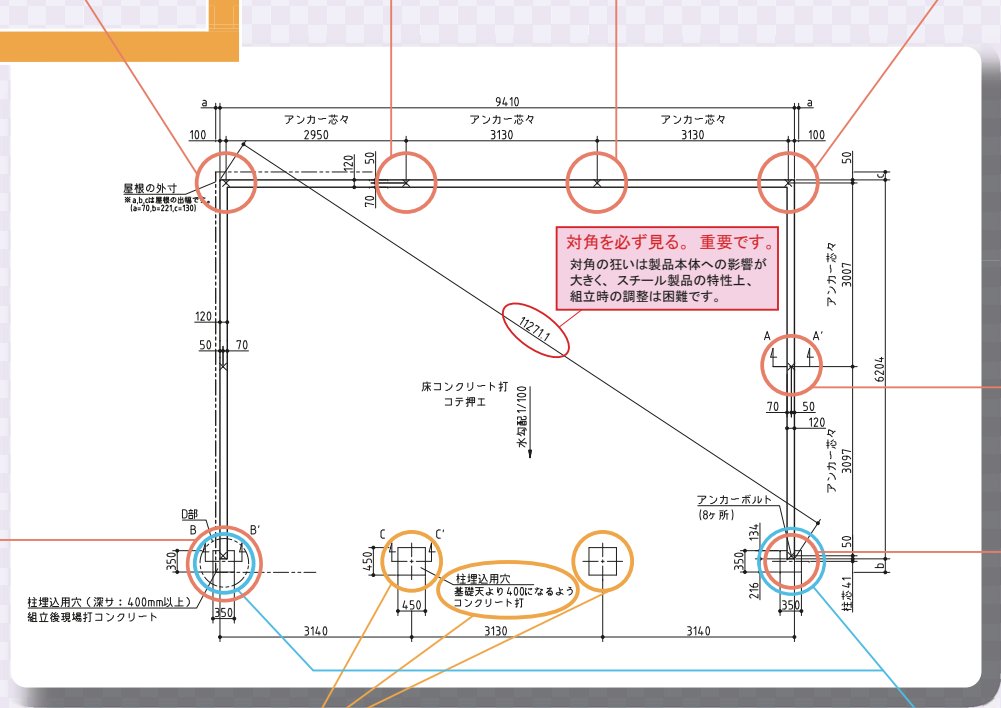 a
9410
a
アンカー芯々
アンカー芯々
アンカー芯々
100
2950
3130
3130
100
120
50
70
50
c
屋根の外寸
※a,b,cは屋根の出幅です。
(a=70,b=221,c=130)
対角を必ず見る。重要です。
対角の狂いは製品本体への影響が
大きく、スチール製品の特性上、
組立時の調整は困難です。
アンカー芯々
3007
120
50
70
11271.1
A
A'
6204
床コンクリート打
コテ押エ
水勾配1/100
70
50
120
アンカー芯々
3097
アンカーボルト
(8ヶ所)
D部
B
B'
C
C'
134
50
350
450
350
b
柱埋込用穴
基礎天より400になるよう
コンクリート打
216
柱芯41
柱埋込用穴(深サ:400mm以上)
組立後現場打コンクリート
350
450
350
3140
3130
3140